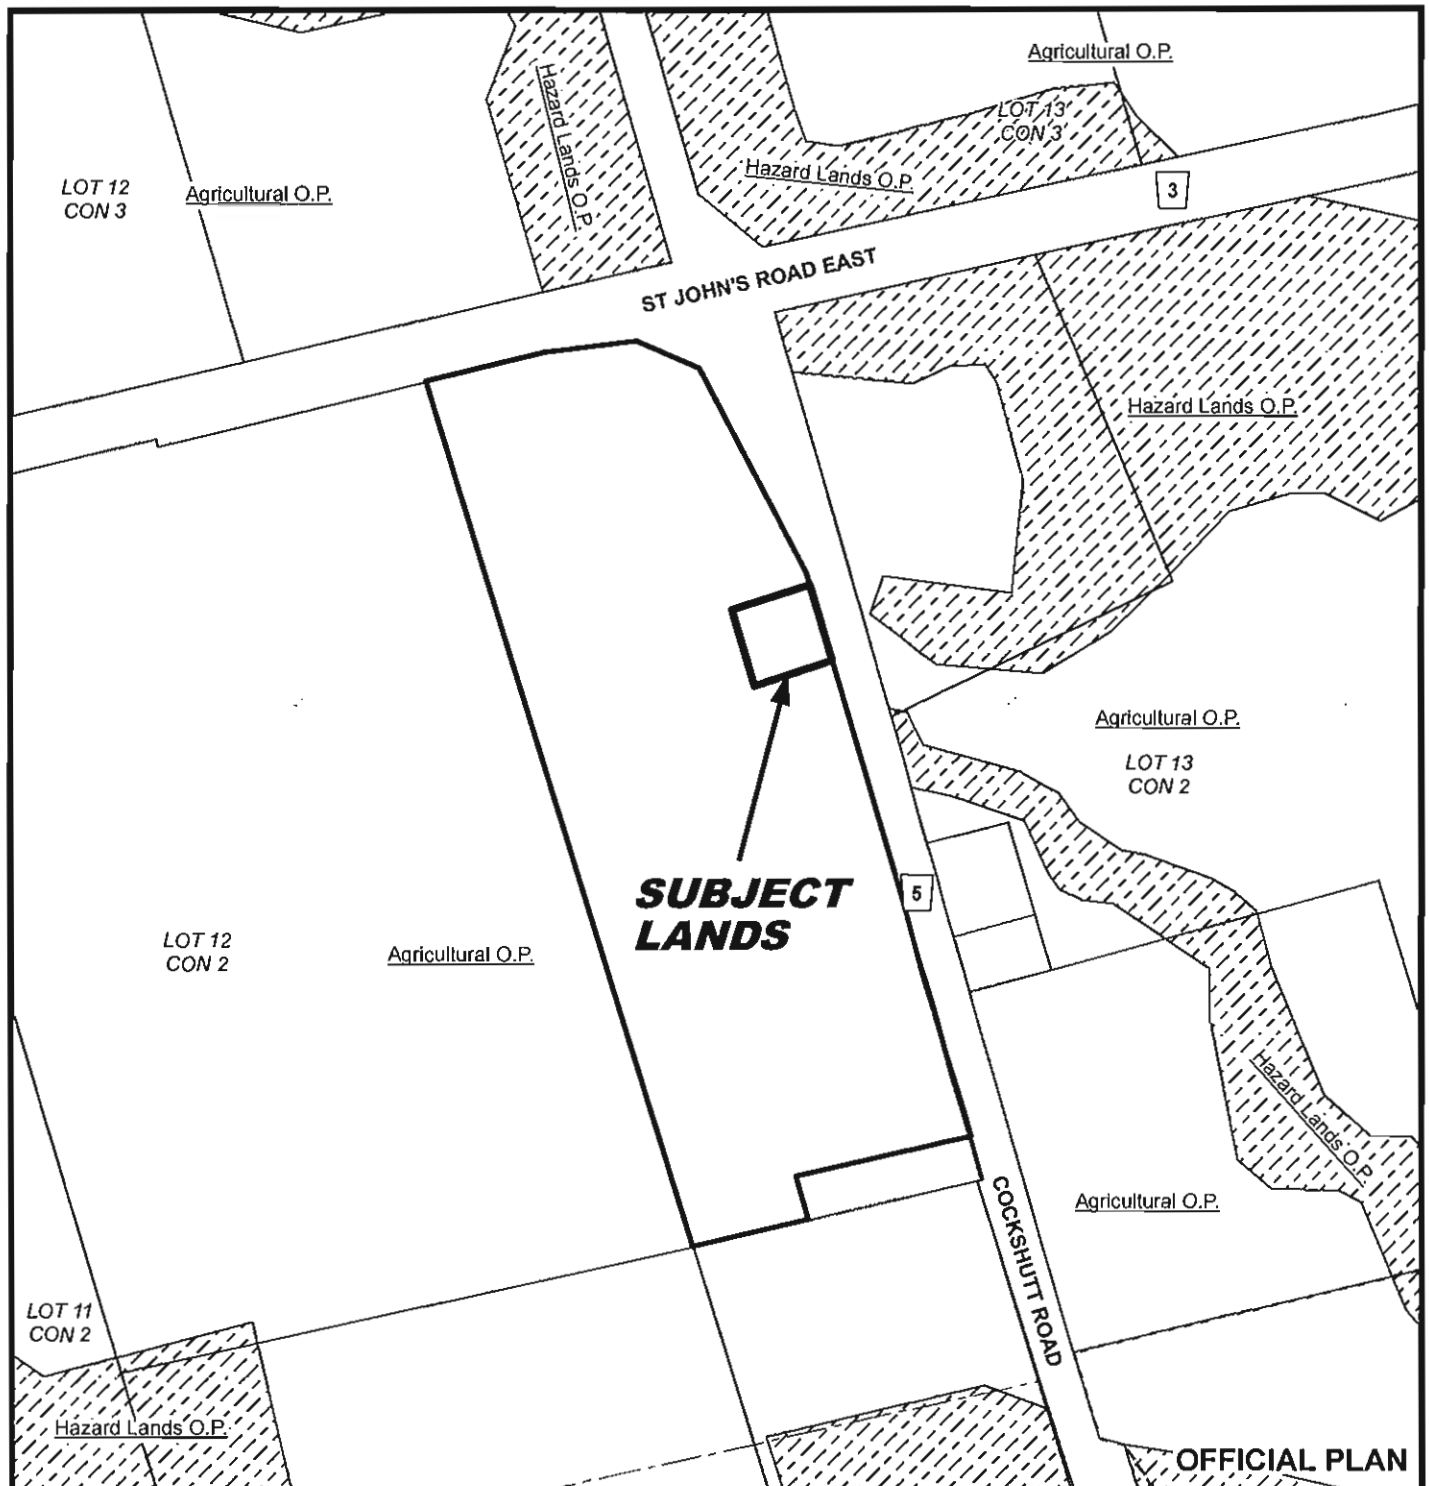 Agricultural O.P.
Hazard Lands O.P.
LOT 13
CON 3
Hazard Lands O.P.
LOT 12
CON 3
Agricultural O.P.
3
ST JOHN'S ROAD EAST
Hazard Lands O.P.
Agricultural O.P.
LOT 13
CON 2
SUBJECT
LANDS
5
LOT 12
CON 2
Agricultural O.P.
Hazard Lands O.P.
Agricultural O.P.
COCKSHUTT ROAD
LOT 11
CON 2
Hazard Lands O.P.
OFFICIAL PLAN